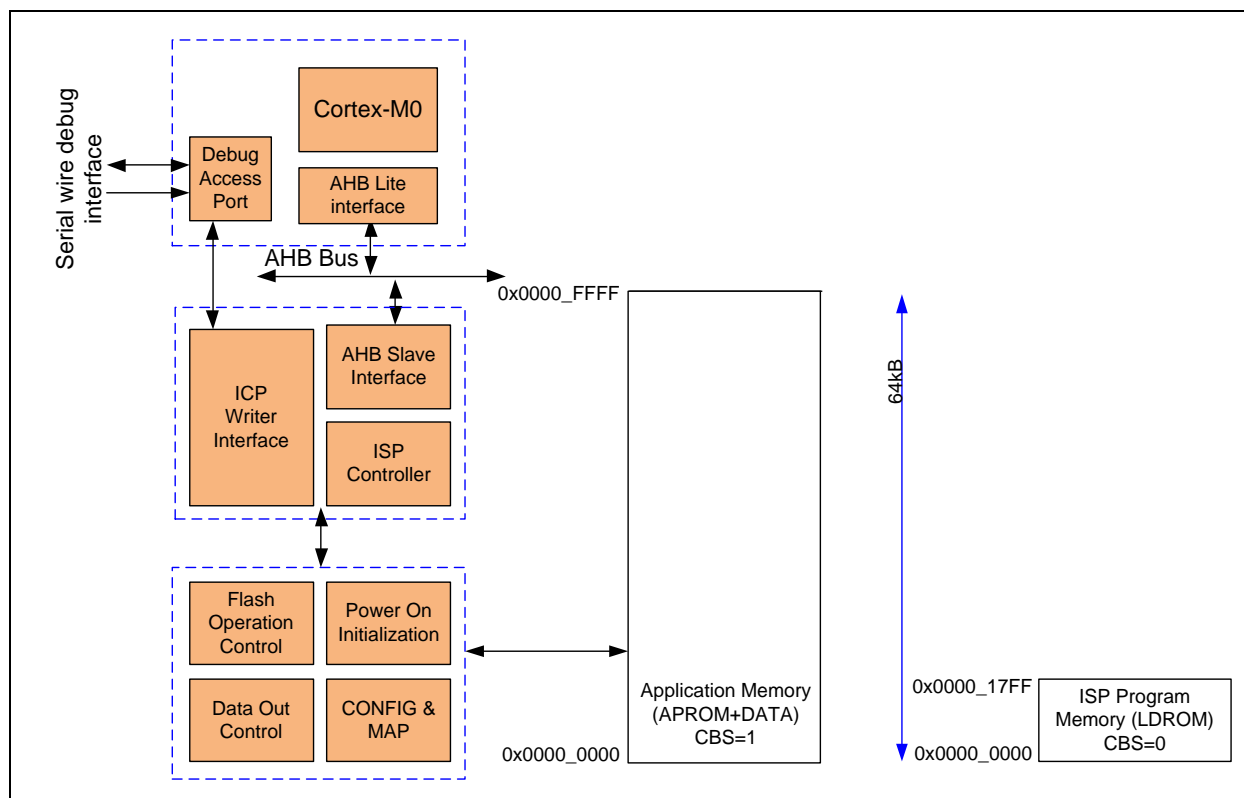 Cortex-M0
Serial wire debug
interface
Debug
Access
Port
AHB Lite
interface
AHB Bus
0x0000_FFFF
ICP
Writer
Interface
AHB Slave
Interface
ISP
Controller
64kB
Flash
Operation
Control
Power On
Initialization
Data Out
Control
CONFIG &
MAP
Application Memory
(APROM+DATA)
CBS=1
0x0000_0000
0x0000_17FF
ISP Program
Memory (LDROM)
CBS=0
0x0000_0000